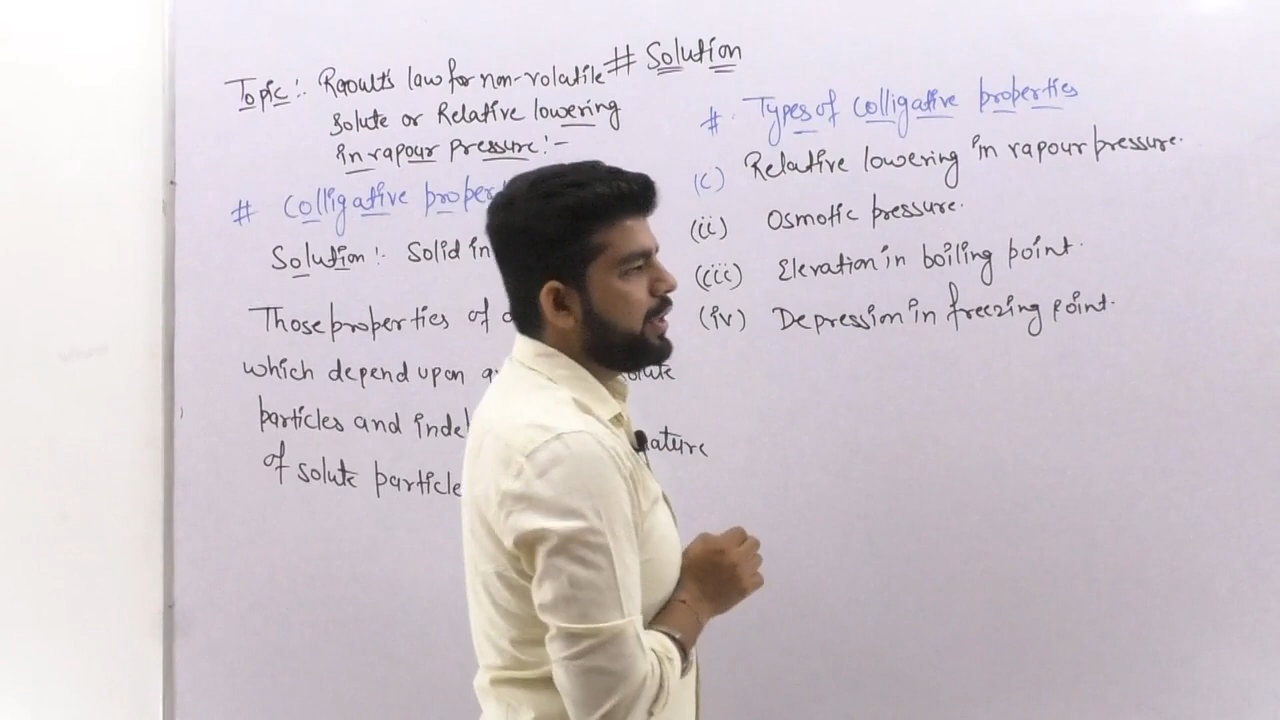 # Solution
Topic:- Raoult's law for non-volatile
Solute or Relative lowering
in vapour pressure:-
# Colligative proper
Solution:- Solid in
Those properties of
which depend upon
particles and inde nature
of solute particle
# Types of colligative properties
(i) Relative lowering in vapour pressure.
(ii) Osmotic pressure.
(iii) Elevation in boiling point.
(iv) Depression in freezing point.